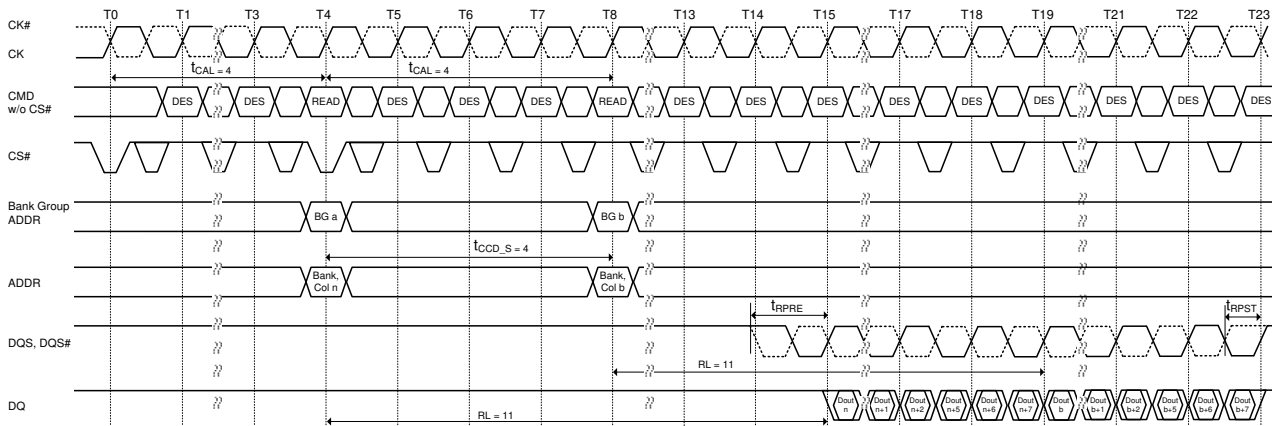 T0 T1 T3 T4 T5 T6 T7 T8 T13 T14 T15 T17 T18 T19 T21 T22 T23
CK#
CK
tCAL = 4 tCAL = 4
CMD
w/o CS#
DES DES READ DES DES DES READ DES DES DES DES DES DES DES DES DES
CS#
Bank Group
ADDR
BG a BG b
tCCD_S = 4
ADDR
Bank,
Col n
Bank,
Col b
tRPRE tRPST
DQS, DQS#
RL = 11
DQ
Dout
n
Dout
n+1
Dout
n+2
Dout
n+5
Dout
n+6
Dout
n+7
Dout
b
Dout
b+1
Dout
b+2
Dout
b+5
Dout
b+6
Dout
b+7
RL = 11